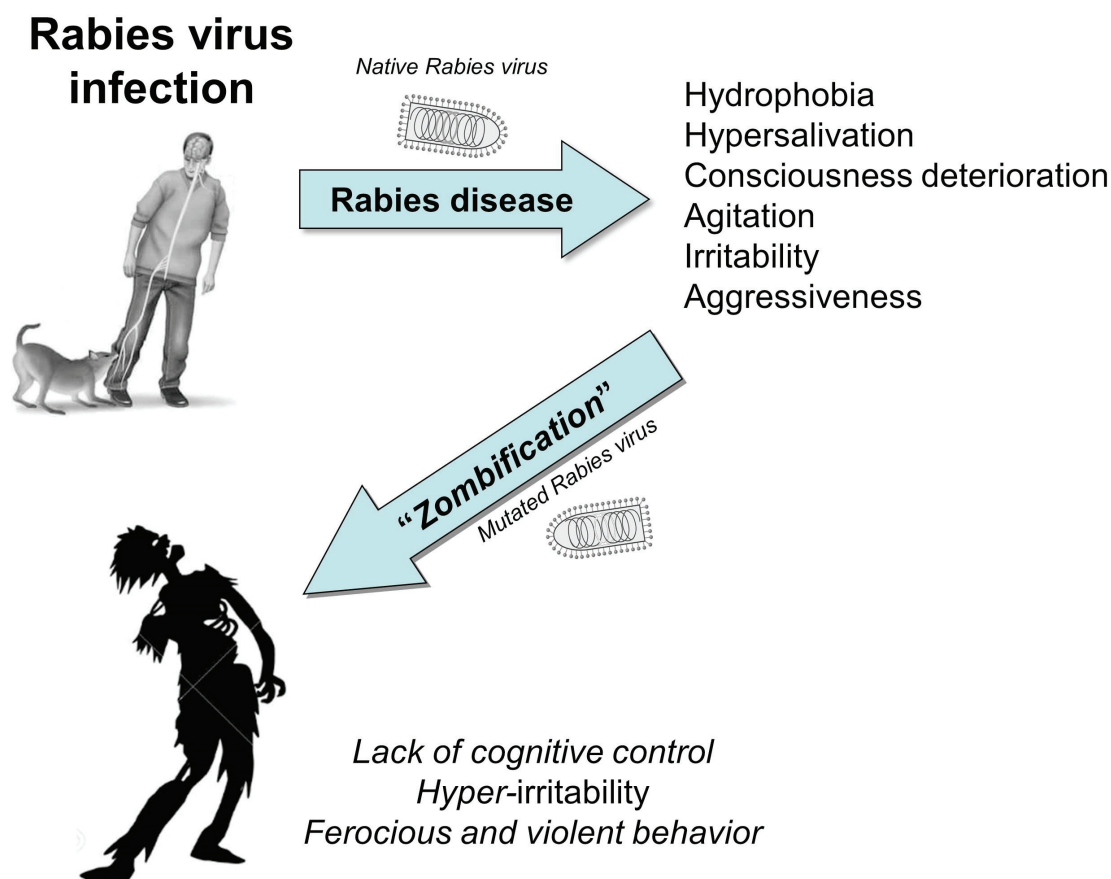 Rabies virus
infection
Native Rabies virus
Rabies disease
Hydrophobia
Hypersalivation
Consciousness deterioration
Agitation
Irritability
Aggressiveness
“Zombification”
Mutated Rabies virus
Lack of cognitive control
Hyper-irritability
Ferocious and violent behavior